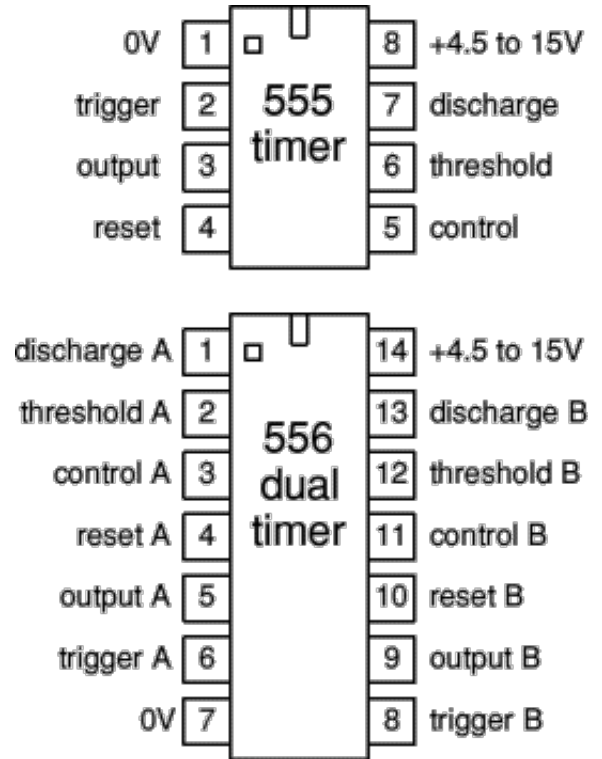 0V 1 8 +4.5 to 15V
trigger 2 555 7 discharge
timer
output 3 6 threshold
reset 4 5 control
discharge A 1 14 +4.5 to 15V
threshold A 2 13 discharge B
556
control A 3 dual 12 threshold B
reset A 4 timer 11 control B
output A 5 10 reset B
trigger A 6 9 output B
0V 7 8 trigger B